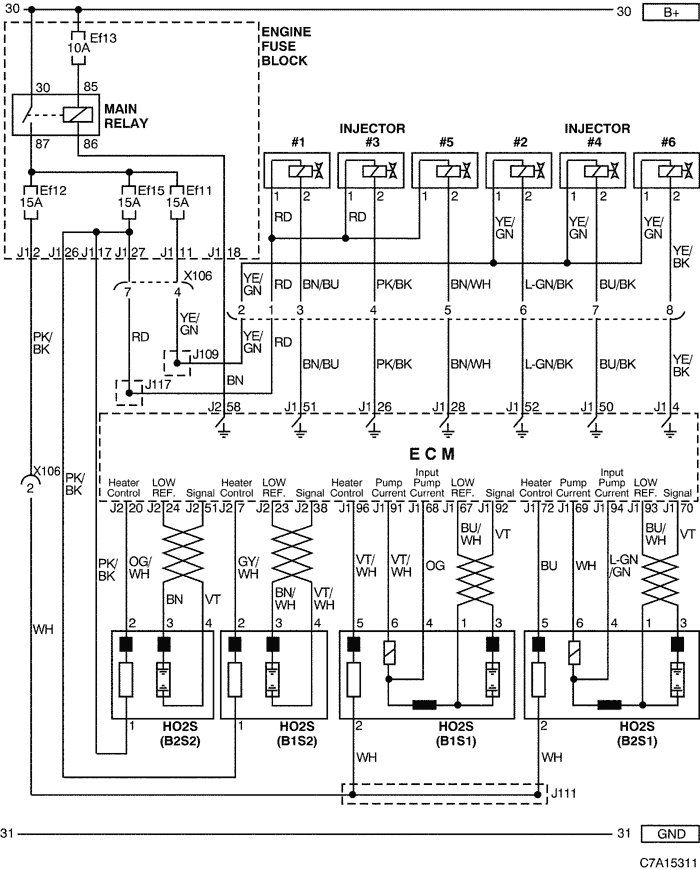 30 30 B+
Ef13
10A
ENGINE
FUSE
BLOCK
30 85
MAIN
RELAY
87 86
INJECTOR INJECTOR
#1 #3 #5 #2 #4 #6
1 2 1 2 1 2 1 2 1 2 1 2
Ef12 Ef15 Ef11
15A 15A 15A
RD RD YE/GN YE/GN YE/GN YE/BK
J1 2 J1 26 J1 17 J1 27 J1 11 J1 18
X106
7 4
YE/GN RD BN/BU PK/BK BN/WH L-GN/BK BU/BK
2 1 3 4 5 6 7 8
PK/BK RD YE/GN YE/GN RD
J109
BN/BU PK/BK BN/WH L-GN/BK BU/BK YE/BK
J117 BN
J2 58 J1 51 J1 26 J1 28 J1 52 J1 50 J1 4
ECM
X106
2
PK/BK
Heater Control LOW REF. Signal Heater Control LOW REF. Signal Heater Control Pump Current Input Pump Current LOW REF. Signal Heater Control Pump Current Input Pump Current LOW REF. Signal
J2 20 J2 24 J2 51 J2 7 J2 23 J2 38 J1 96 J1 91 J1 68 J1 67 J1 92 J1 72 J1 69 J1 94 J1 93 J1 70
PK/BK OG/WH GY/WH VT/WH VT/WH OG BU/WH VT BU WH L-GN/GN BU/WH VT
BN VT BN/WH VT/WH
WH
2 3 4 2 3 4 5 6 4 1 3 5 6 4 1 3
1 HO2S 1 HO2S 2 HO2S 2 HO2S
(B2S2) (B1S2) (B1S1) (B2S1)
WH WH
J111
31 31 GND
C7A15311